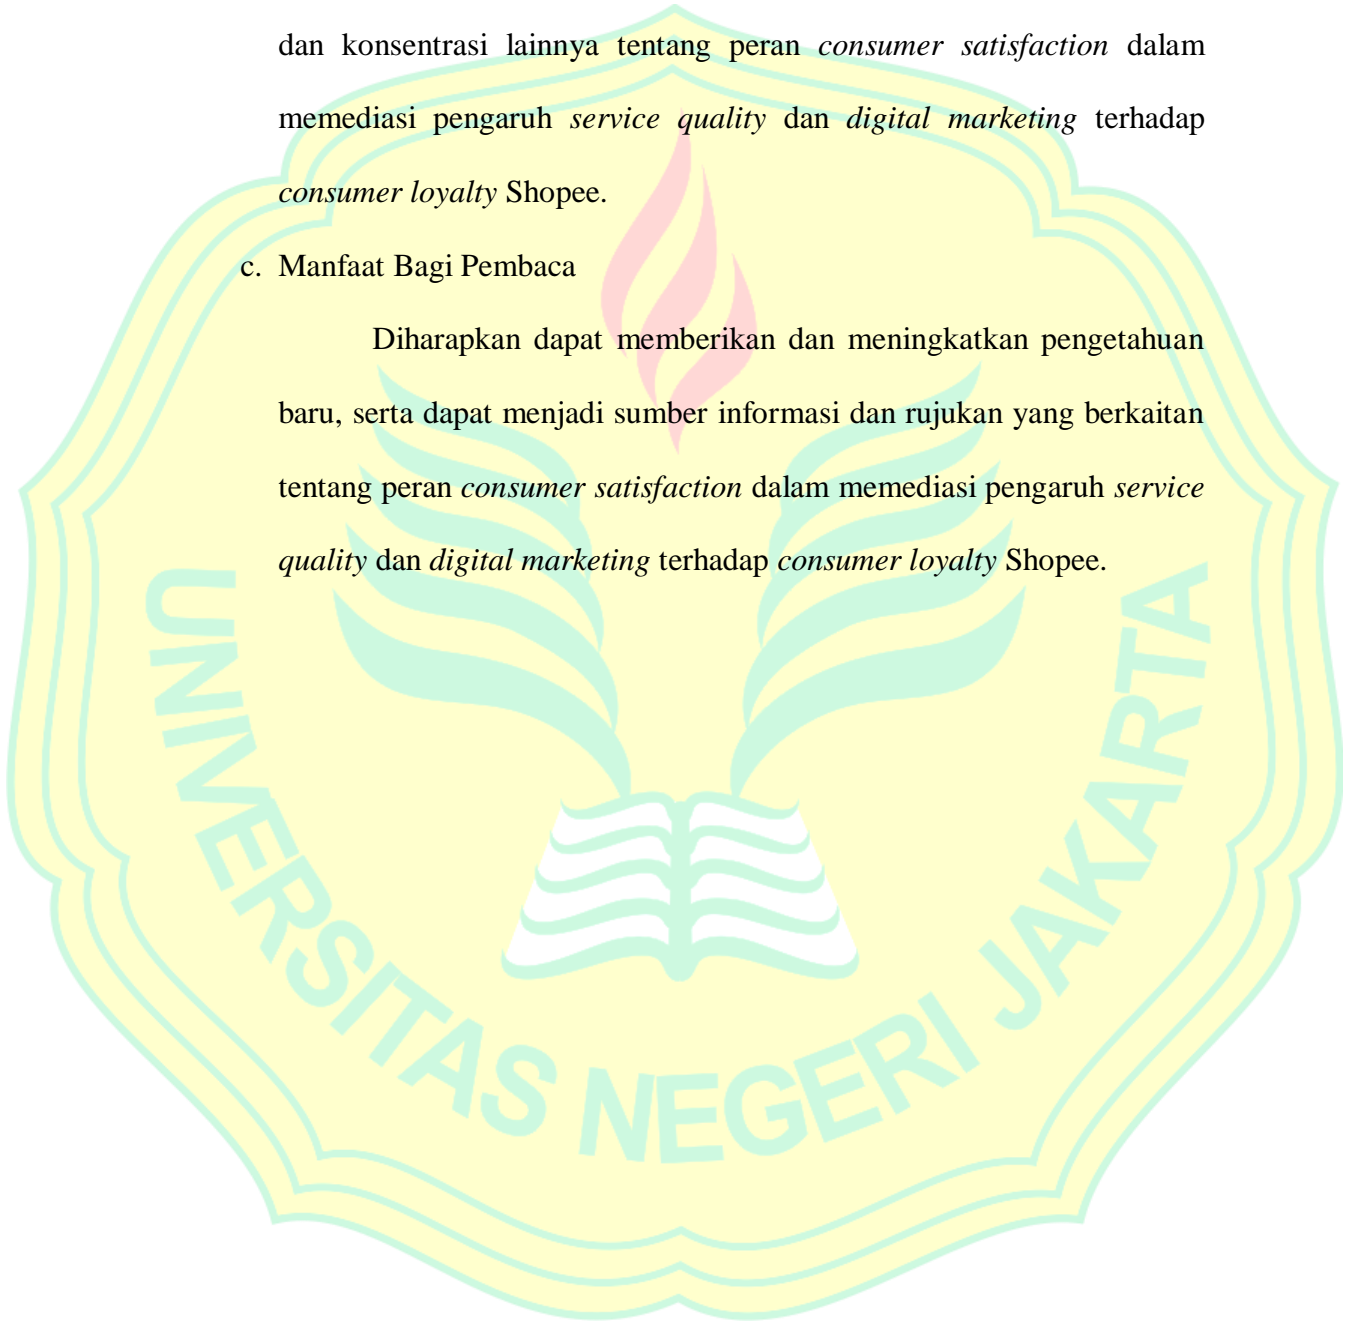 dan konsentrasi lainnya tentang peran consumer satisfaction dalam
memediasi pengaruh service quality dan digital marketing terhadap
consumer loyalty Shopee.
c. Manfaat Bagi Pembaca
Diharapkan dapat memberikan dan meningkatkan pengetahuan
baru, serta dapat menjadi sumber informasi dan rujukan yang berkaitan
tentang peran consumer satisfaction dalam memediasi pengaruh service
quality dan digital marketing terhadap consumer loyalty Shopee.
UNIVERSITAS NEGERI JAKARTA